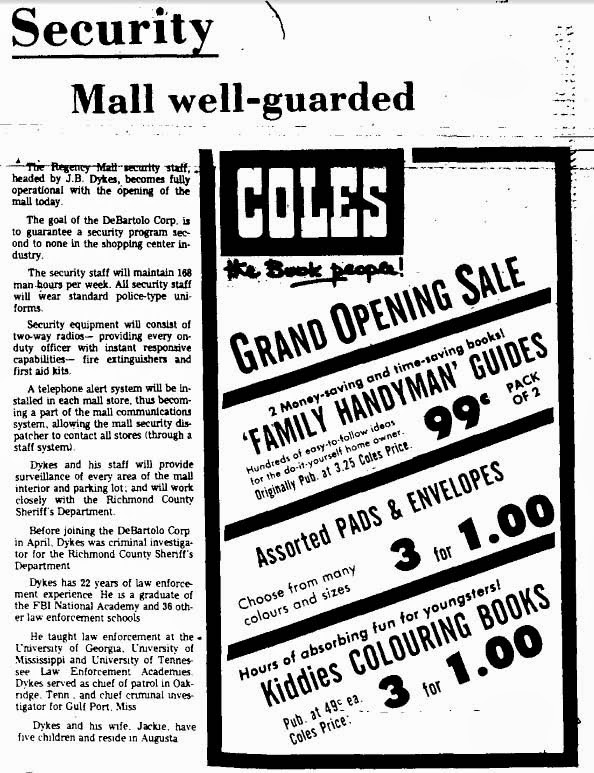 Security
Mall well-guarded
The Regency Mall security staff,
headed by J.B. Dykes, becomes fully
operational with the opening of the
mall today.
The goal of the DeBartolo Corp. is
to guarantee a security program sec-
ond to none in the shopping center in-
dustry.
The security staff will maintain 168
man-hours per week. All security staff
will wear standard police-type uni-
forms.
Security equipment will consist of
two-way radios— providing every on-
duty officer with instant responsive
capabilities— fire extinguishers and
first aid kits.
A telephone alert system will be in-
stalled in each mall store, thus becom-
ing a part of the mall communications
system, allowing the mall security dis-
patcher to contact all stores (through a
staff system).
Dykes and his staff will provide
surveillance of every area of the mall
interior and parking lot; and will work
closely with the Richmond County
Sheriff's Department.
Before joining the DeBartolo Corp
in April, Dykes was criminal investiga-
tor for the Richmond County Sheriff's
Department
Dykes has 22 years of law enforce-
ment experience He is a graduate of
the FBI National Academy and 36 oth-
er law enforcement schools
He taught law enforcement at the
University of Georgia, University of
Mississippi and University of Tennes-
see Law Enforcement Academies.
Dykes served as chief of patrol in Oak-
ridge, Tenn., and chief criminal inves-
tigator for Gulf Port, Miss
Dykes and his wife, Jackie, have
five children and reside in Augusta
COLES
the Book people!
GRAND OPENING SALE
2 Money-saving and time-saving books!
'FAMILY HANDYMAN' GUIDES
Hundreds of easy-to-follow ideas
for the do-it-yourself home owner.
Originally Pub. at 3.25 Coles Price.
99¢ PACK
OF 2
Assorted PADS & ENVELOPES
Choose from many
colours and sizes
3 for 1.00
Hours of absorbing fun for youngsters!
Kiddies COLOURING BOOKS
Pub. at 49¢ ea.
Coles Price:
3 for 1.00